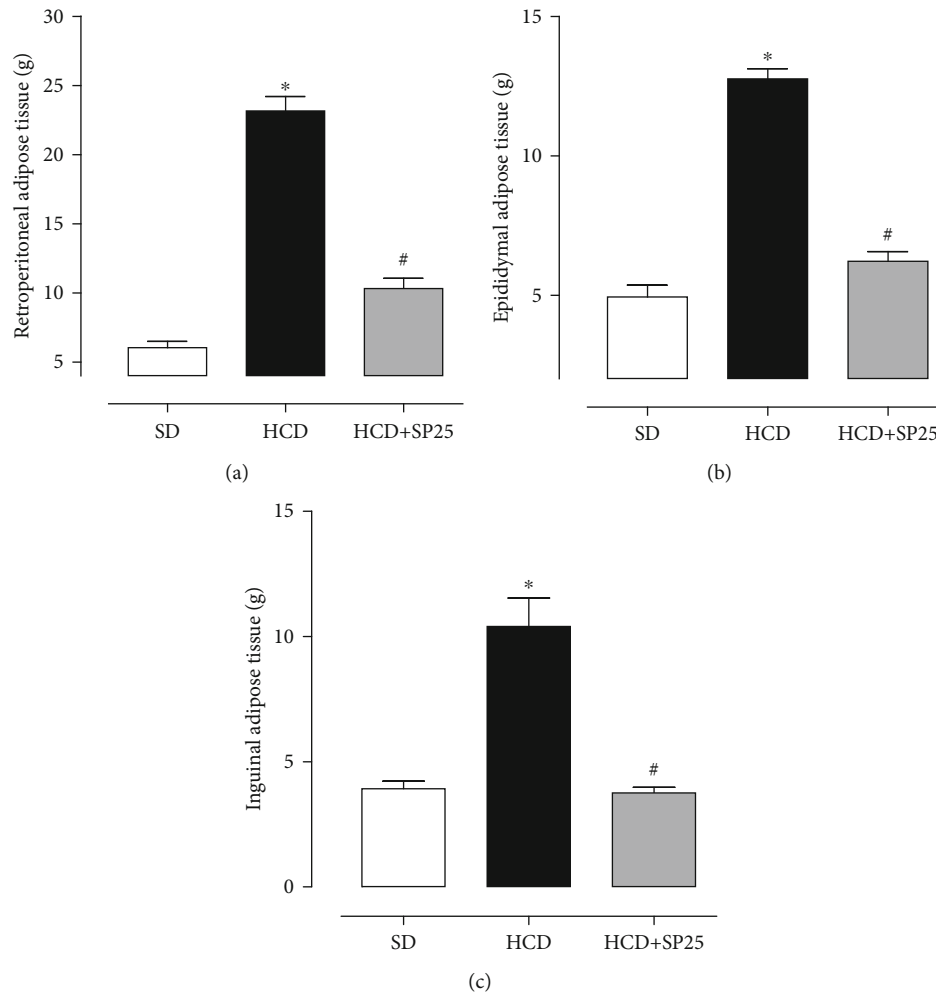 Retroperitoneal adipose tissue (g)
30
25
20
15
10
5
*
#
SD
HCD
HCD+SP25
(a)
Epididymal adipose tissue (g)
15
10
5
*
#
SD
HCD
HCD+SP25
(b)
Inguinal adipose tissue (g)
15
10
5
0
*
#
SD
HCD
HCD+SP25
(c)